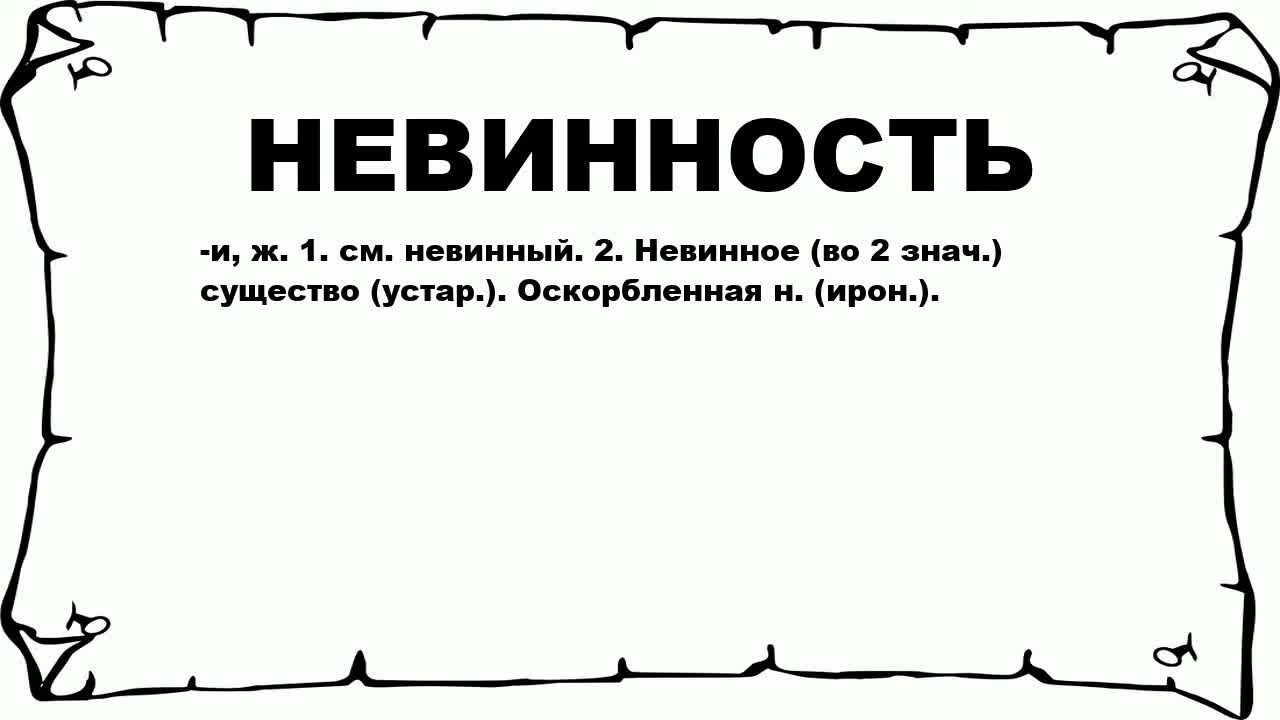 НЕВИННОСТЬ
-и, ж. 1. см. невинный. 2. Невинное (во 2 знач.)
существо (устар.). Оскорбленная н. (ирон.).